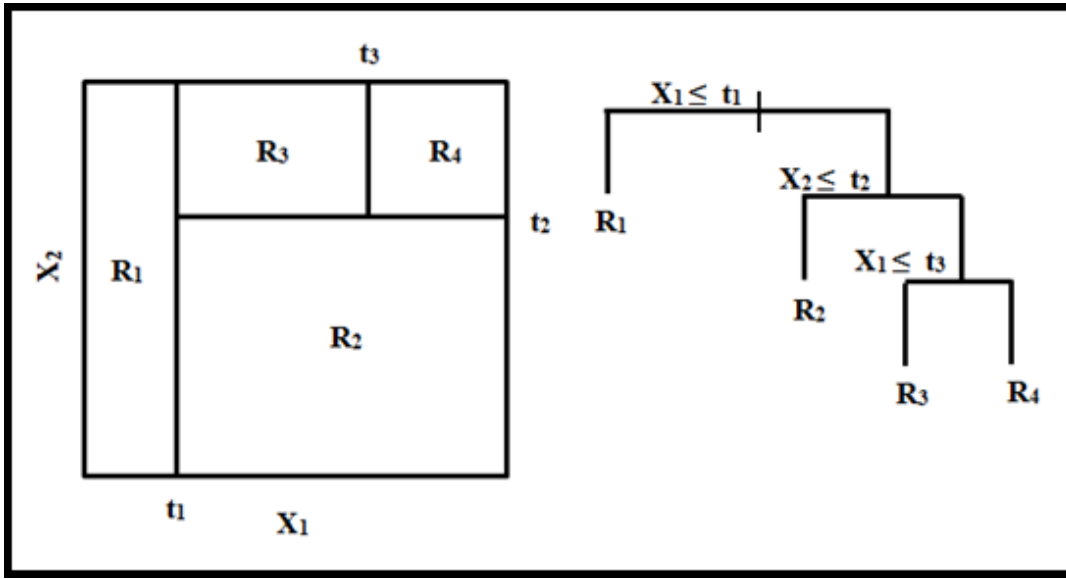 t₃
R₃
R₄
t₂
X₂
R₁
R₂
t₁
X₁
X₁ ≤ t₁
R₁
X₂ ≤ t₂
R₂
X₁ ≤ t₃
R₃
R₄